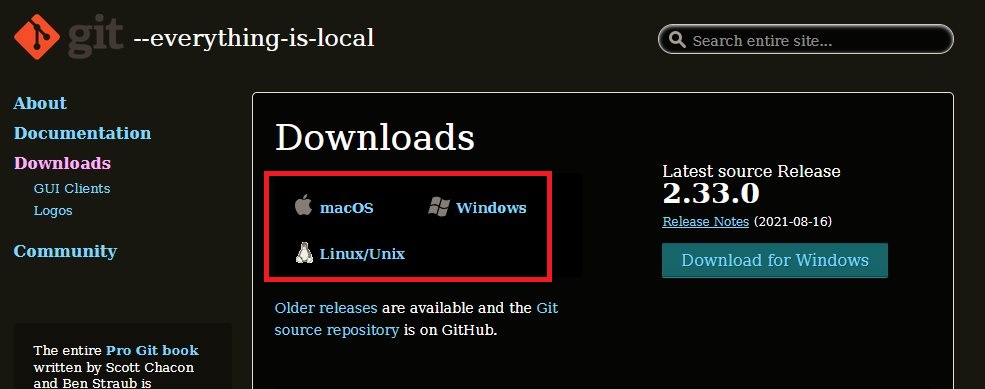 git --everything-is-local
Search entire site...
About
Documentation
Downloads
GUI Clients
Logos
Community
The entire Pro Git book
written by Scott Chacon
and Ben Straub is
Downloads
macOS
Windows
Linux/Unix
Older releases are available and the Git
source repository is on GitHub.
Latest source Release
2.33.0
Release Notes (2021-08-16)
Download for Windows